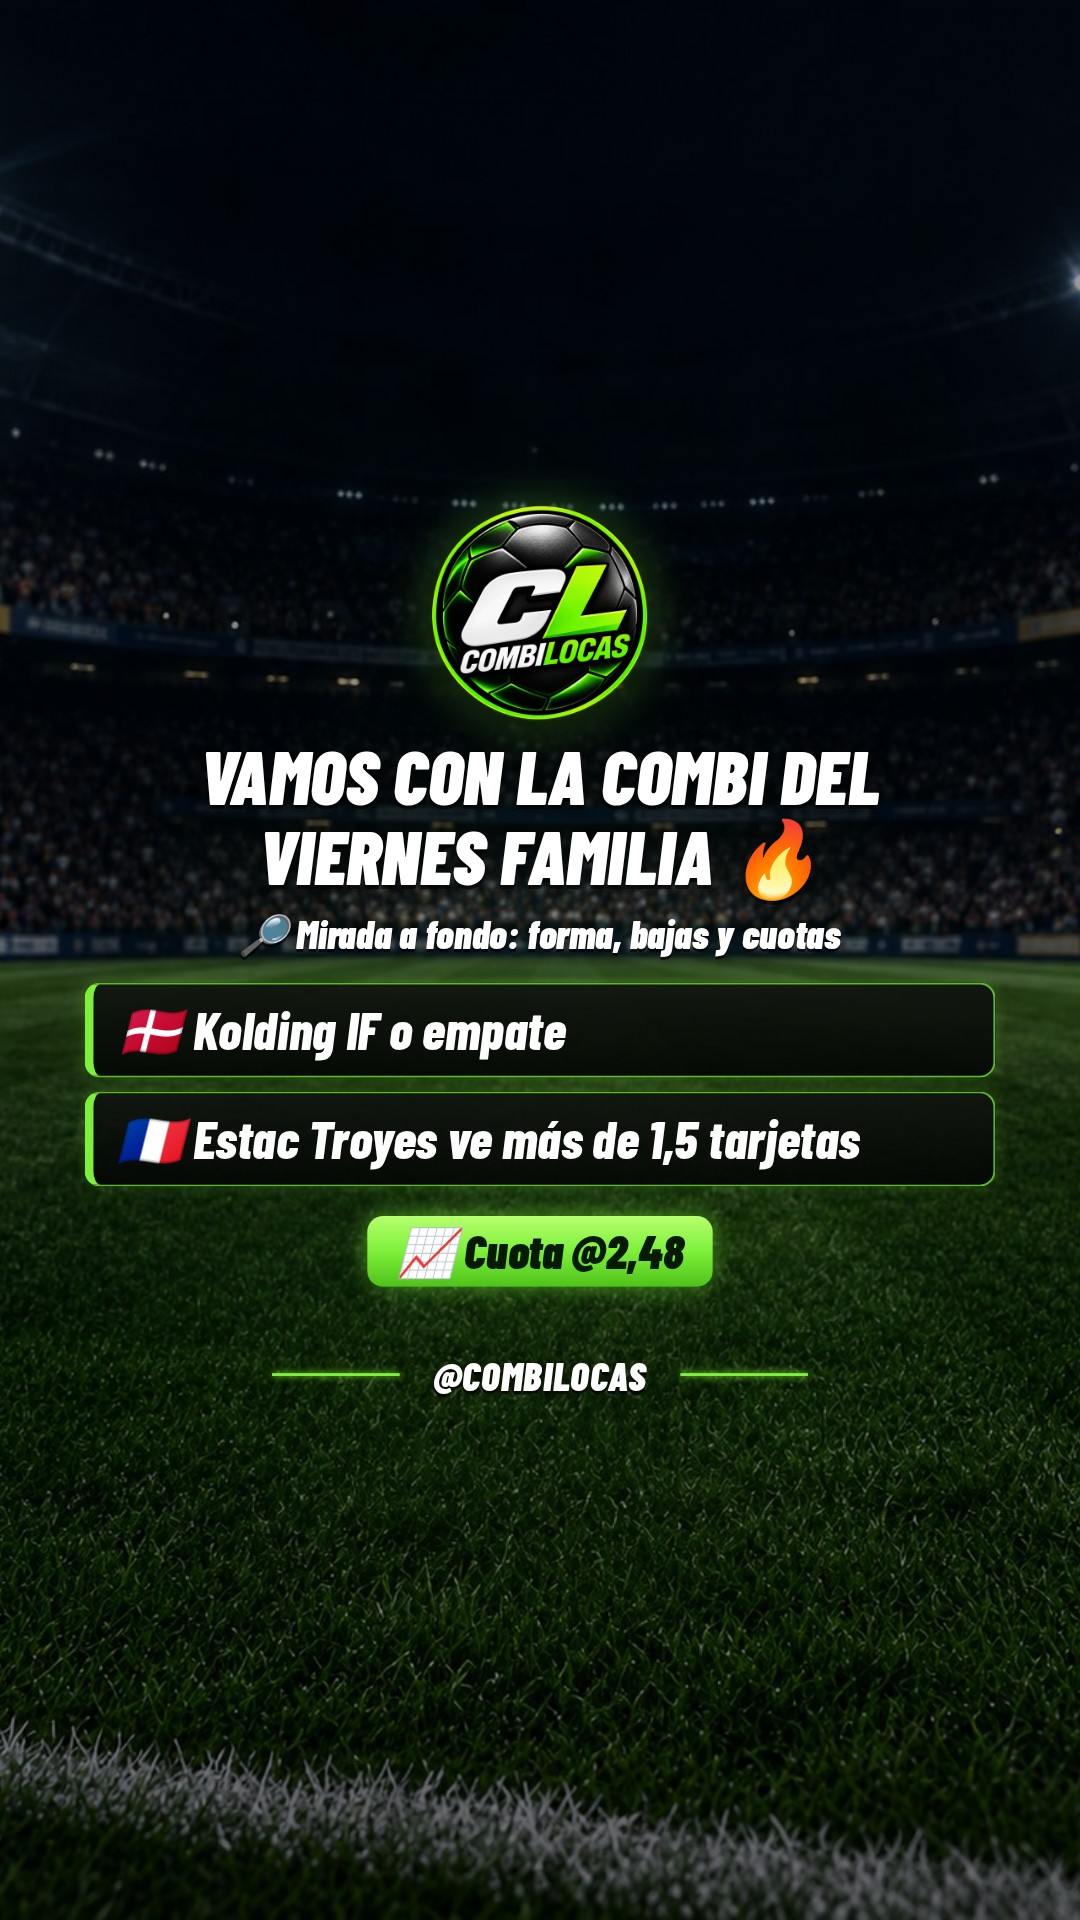 CL
COMBILOCAS
VAMOS CON LA COMBI DEL
VIERNES FAMILIA 🔥
🔎 Mirada a fondo: forma, bajas y cuotas
🇩🇰 Kolding IF o empate
🇫🇷 Estac Troyes ve más de 1,5 tarjetas
📈 Cuota @2,48
@COMBILOCAS